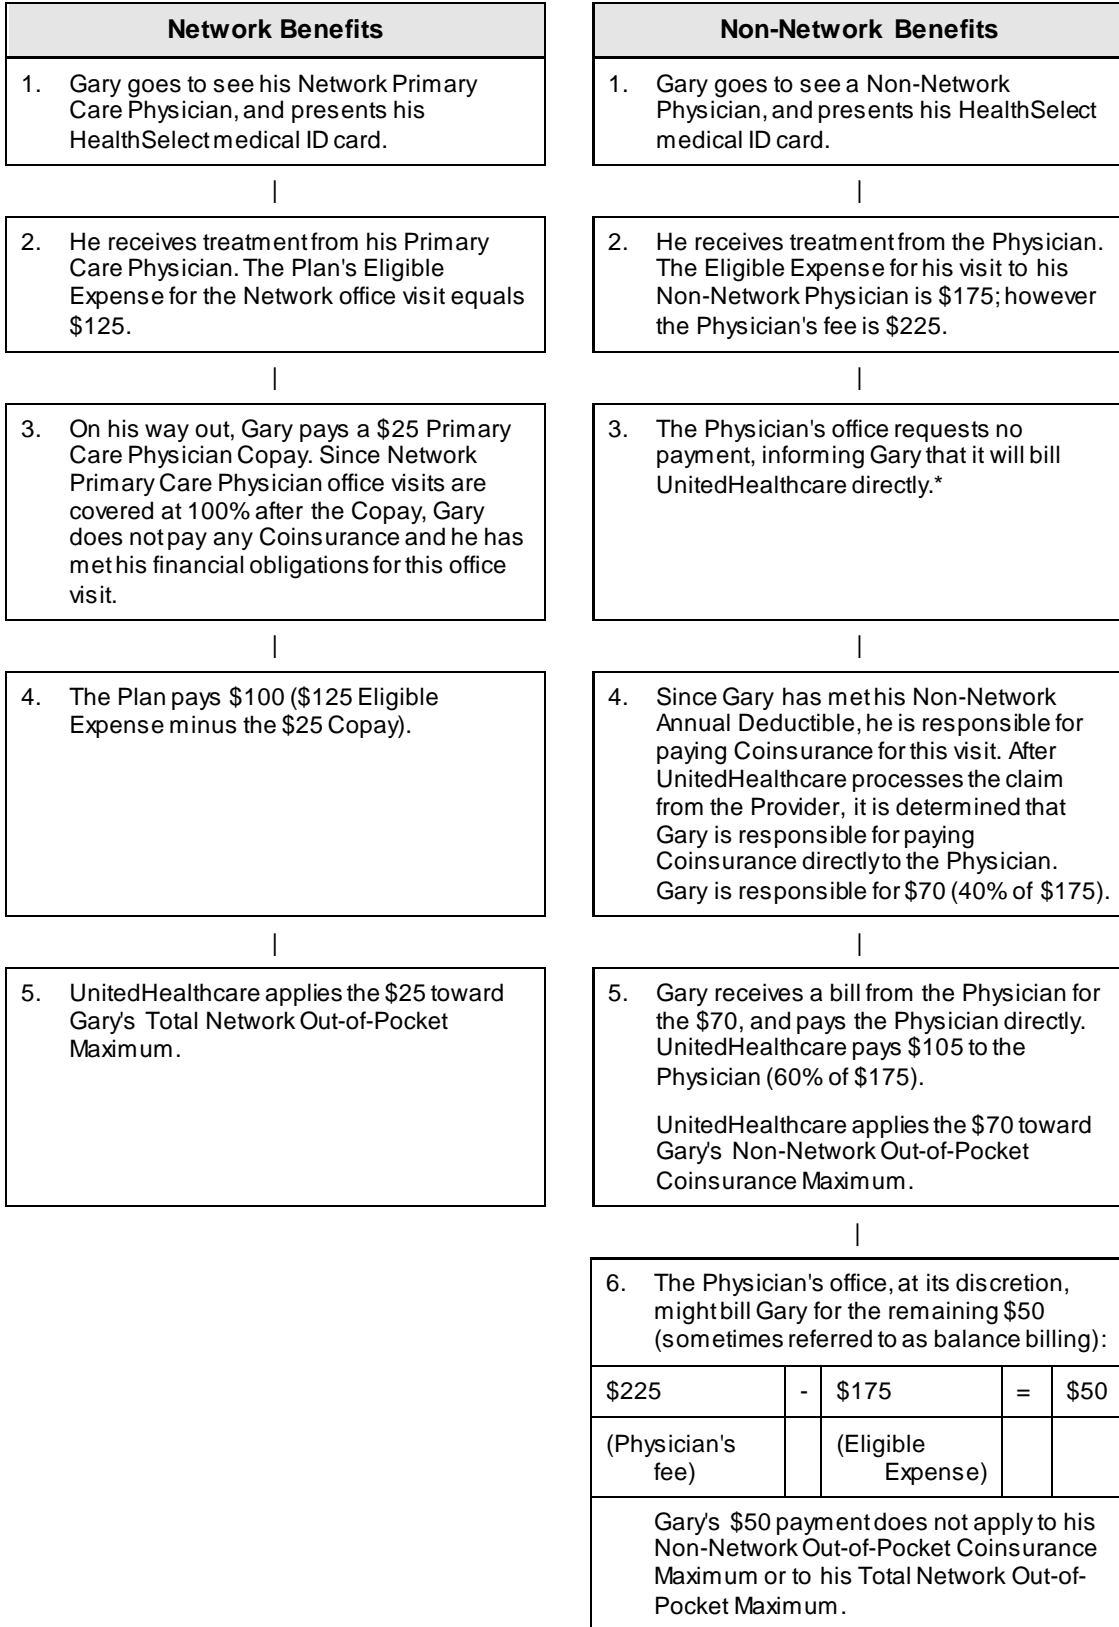 Network Benefits
1. Gary goes to see his Network Primary
Care Physician, and presents his
HealthSelect medical ID card.
|
2. He receives treatment from his Primary
Care Physician. The Plan's Eligible
Expense for the Network office visit equals
$125.
|
3. On his way out, Gary pays a $25 Primary
Care Physician Copay. Since Network
Primary Care Physician office visits are
covered at 100% after the Copay, Gary
does not pay any Coinsurance and he has
met his financial obligations for this office
visit.
|
4. The Plan pays $100 ($125 Eligible
Expense minus the $25 Copay).
|
5. UnitedHealthcare applies the $25 toward
Gary's Total Network Out-of-Pocket
Maximum.
Non-Network Benefits
1. Gary goes to see a Non-Network
Physician, and presents his HealthSelect
medical ID card.
|
2. He receives treatment from the Physician.
The Eligible Expense for his visit to his
Non-Network Physician is $175; however
the Physician's fee is $225.
|
3. The Physician's office requests no
payment, informing Gary that it will bill
UnitedHealthcare directly.*
|
4. Since Gary has met his Non-Network
Annual Deductible, he is responsible for
paying Coinsurance for this visit. After
UnitedHealthcare processes the claim
from the Provider, it is determined that
Gary is responsible for paying
Coinsurance directly to the Physician.
Gary is responsible for $70 (40% of $175).
|
5. Gary receives a bill from the Physician for
the $70, and pays the Physician directly.
UnitedHealthcare pays $105 to the
Physician (60% of $175).
UnitedHealthcare applies the $70 toward
Gary's Non-Network Out-of-Pocket
Coinsurance Maximum.
|
6. The Physician's office, at its discretion,
might bill Gary for the remaining $50
(sometimes referred to as balance billing):
$225 - $175 = $50
(Physician's (Eligible
fee) Expense)
Gary's $50 payment does not apply to his
Non-Network Out-of-Pocket Coinsurance
Maximum or to his Total Network Out-of-
Pocket Maximum.